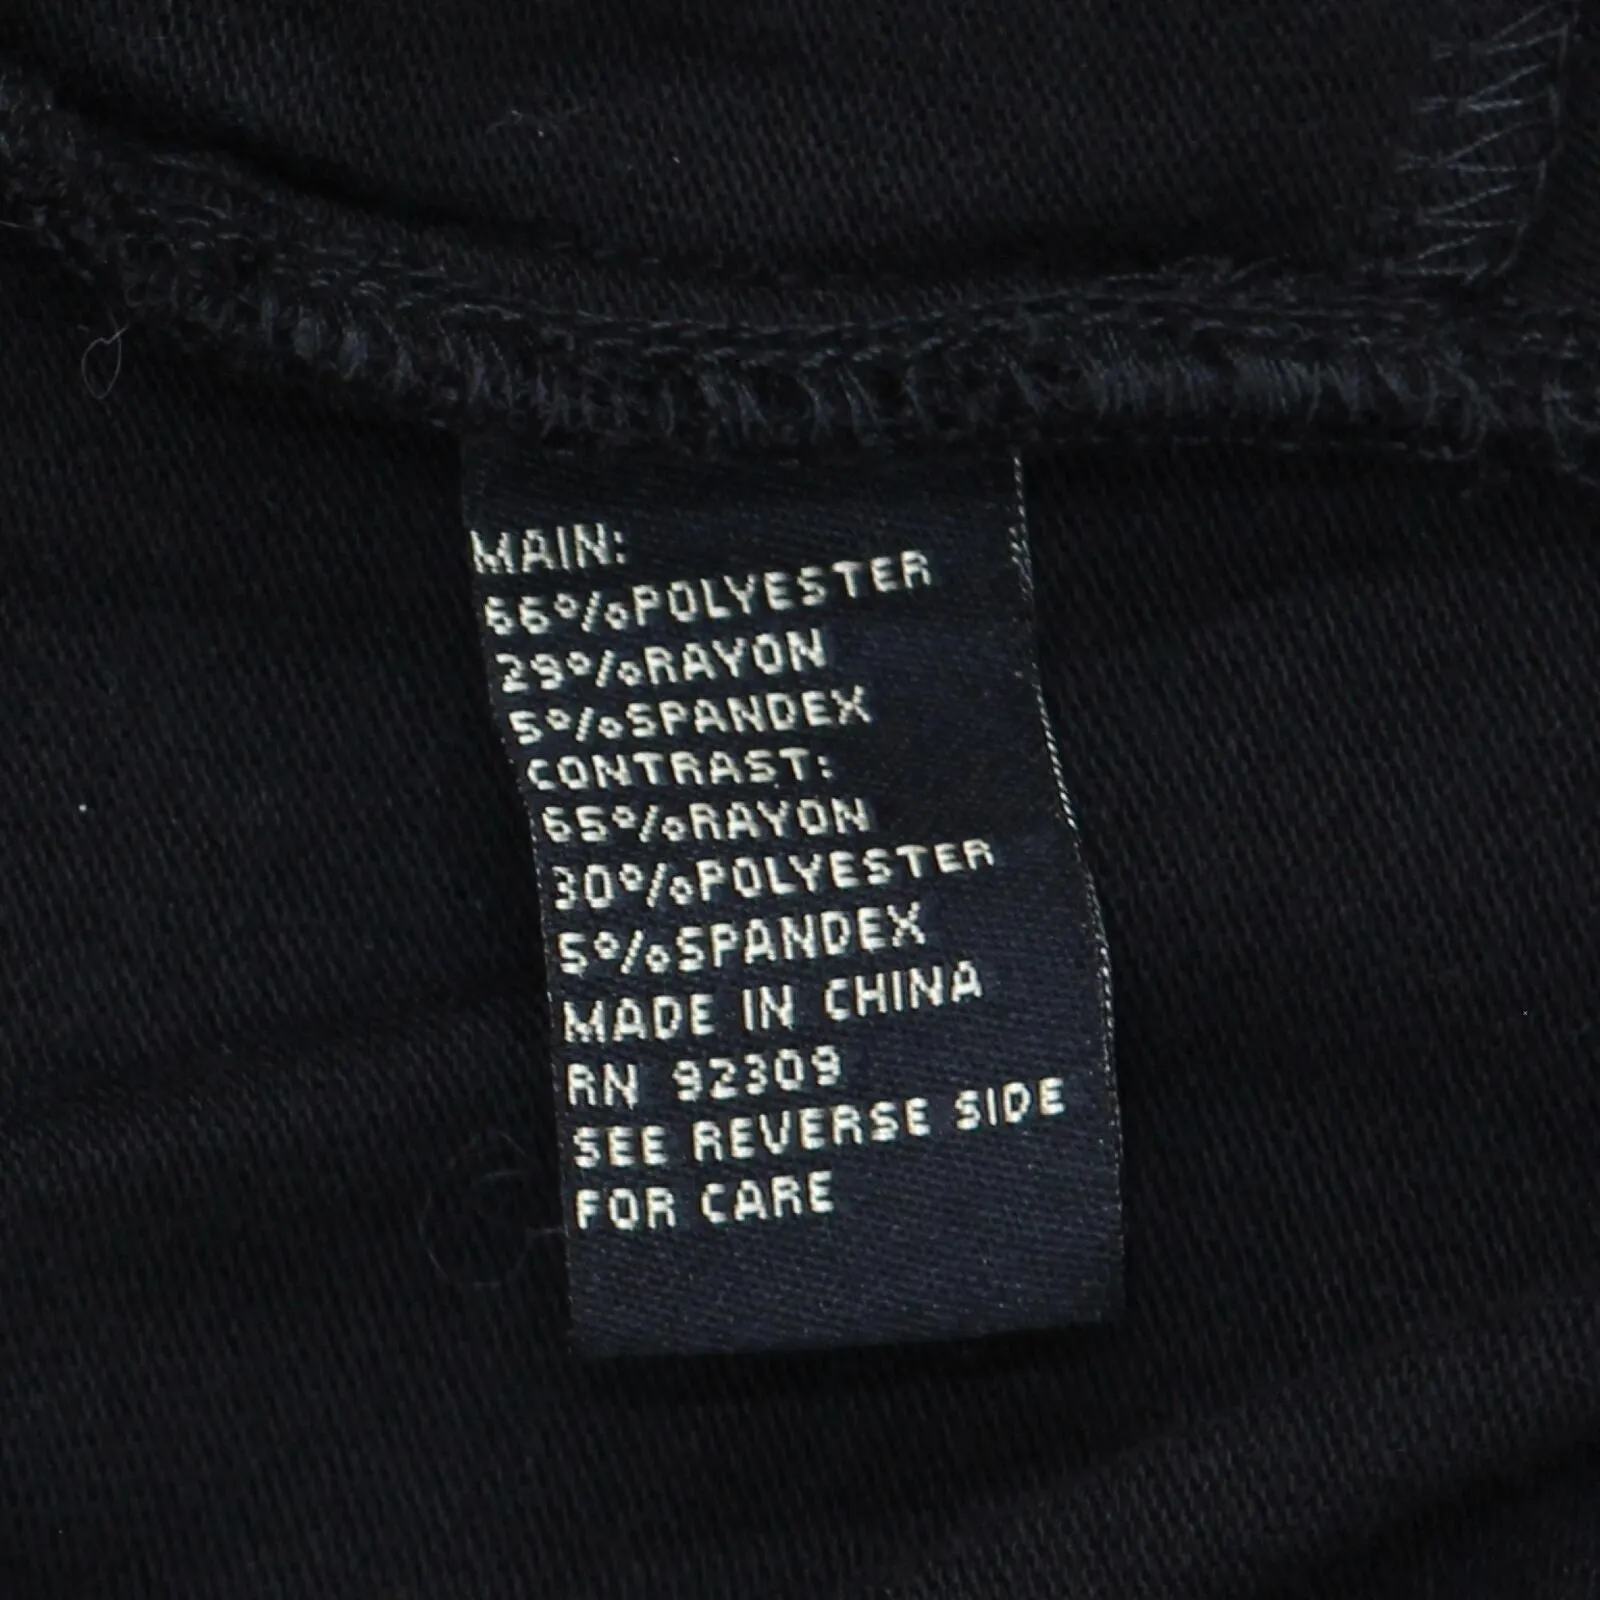 MAIN:
66%POLYESTER
29%RAYON
5%SPANDEX
CONTRAST:
65%RAYON
30%POLYESTER
5%SPANDEX
MADE IN CHINA
RN 92309
SEE REVERSE SIDE
FOR CARE